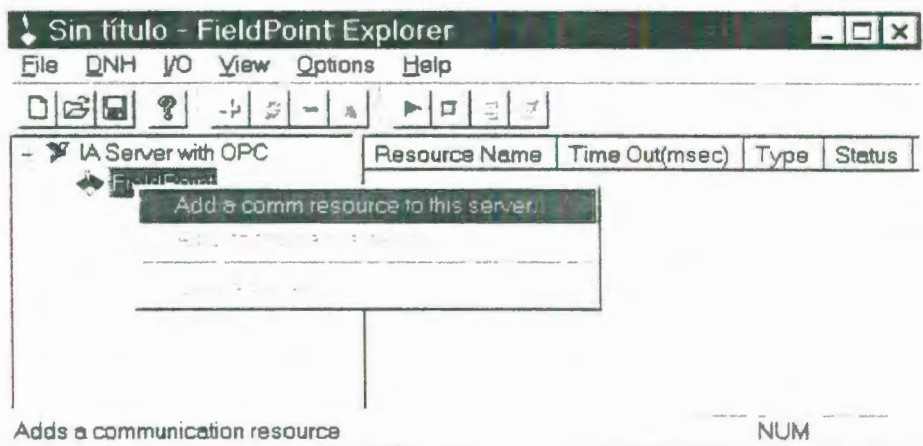 Sin título - FieldPoint Explorer
File DNH I/O View Options Help
IA Server with OPC
Resource Name Time Out(msec) Type Status
FieldPoint
Add a comm resource to this server...
Adds a communication resource
NUM